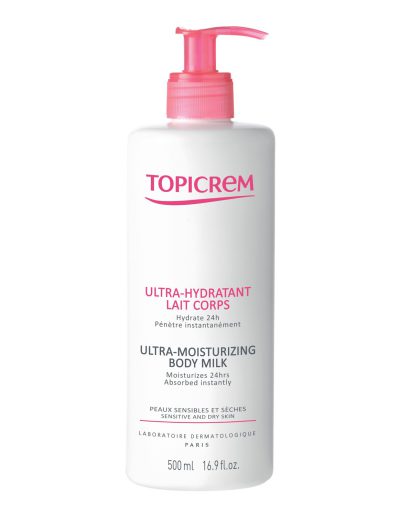 TOPICREM
ULTRA-HYDRATANT
LAIT CORPS
Hydrate 24h
Pénètre instantanément
ULTRA-MOISTURIZING
BODY MILK
Moisturizes 24hrs
Absorbed instantly
PEAUX SENSIBLES ET SÈCHES
SENSITIVE AND DRY SKIN
LABORATOIRE DERMATOLOGIQUE
PARIS
500 ml 16.9 fl.oz.